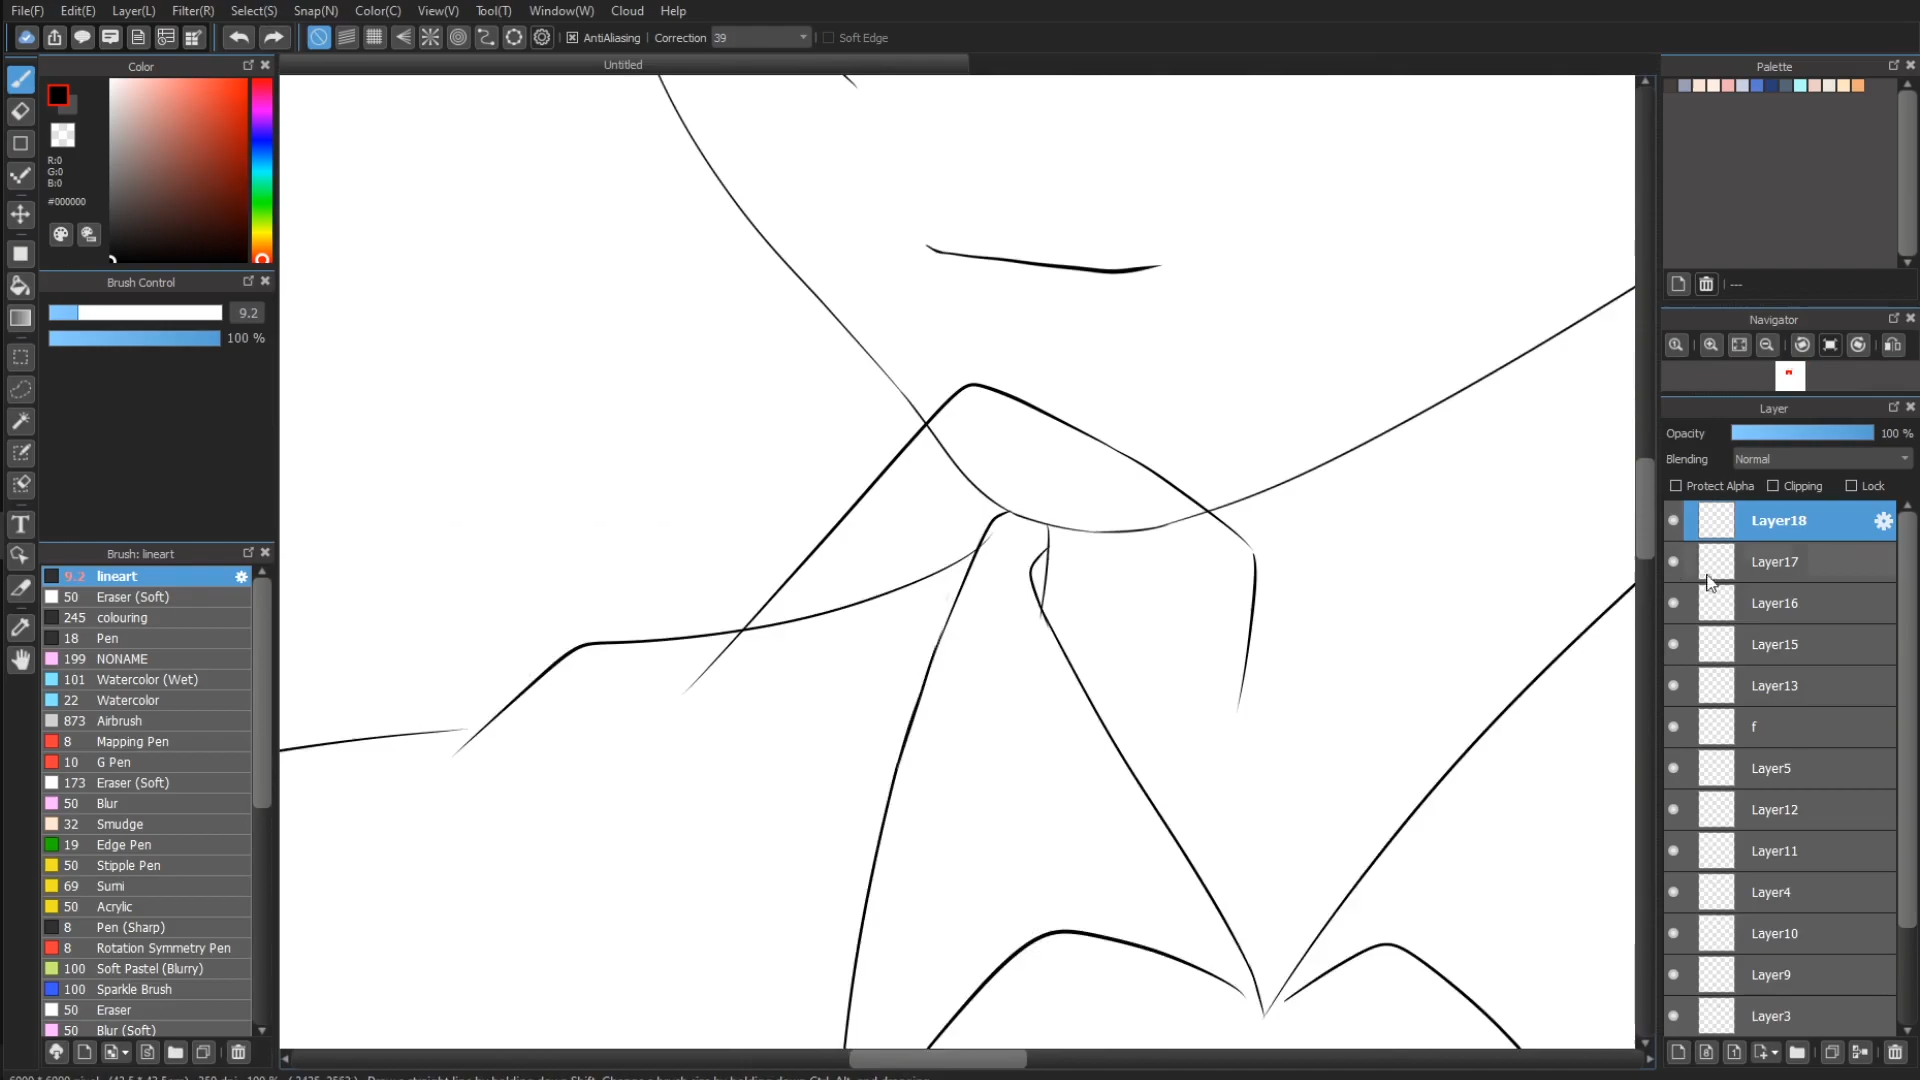 File(F) Edit(E) Layer(L) Filter(R) Select(S) Snap(N) Color(C) View(V) Tool(T) Window(W) Cloud Help
AntiAliasing Correction 39 Soft Edge
Color
Untitled
Palette
R:0
G:0
B:0
#000000
Brush Control
9.2
100 %
---
Navigator
Layer
Opacity 100 %
Blending Normal
Protect Alpha Clipping Lock
Brush: lineart
9.2 lineart
50 Eraser (Soft)
245 colouring
18 Pen
199 NONAME
101 Watercolor (Wet)
22 Watercolor
873 Airbrush
8 Mapping Pen
10 G Pen
173 Eraser (Soft)
50 Blur
32 Smudge
19 Edge Pen
50 Stipple Pen
69 Sumi
50 Acrylic
8 Pen (Sharp)
8 Rotation Symmetry Pen
100 Soft Pastel (Blurry)
100 Sparkle Brush
50 Eraser
50 Blur (Soft)
Layer18
Layer17
Layer16
Layer15
Layer13
f
Layer5
Layer12
Layer11
Layer4
Layer10
Layer9
Layer3